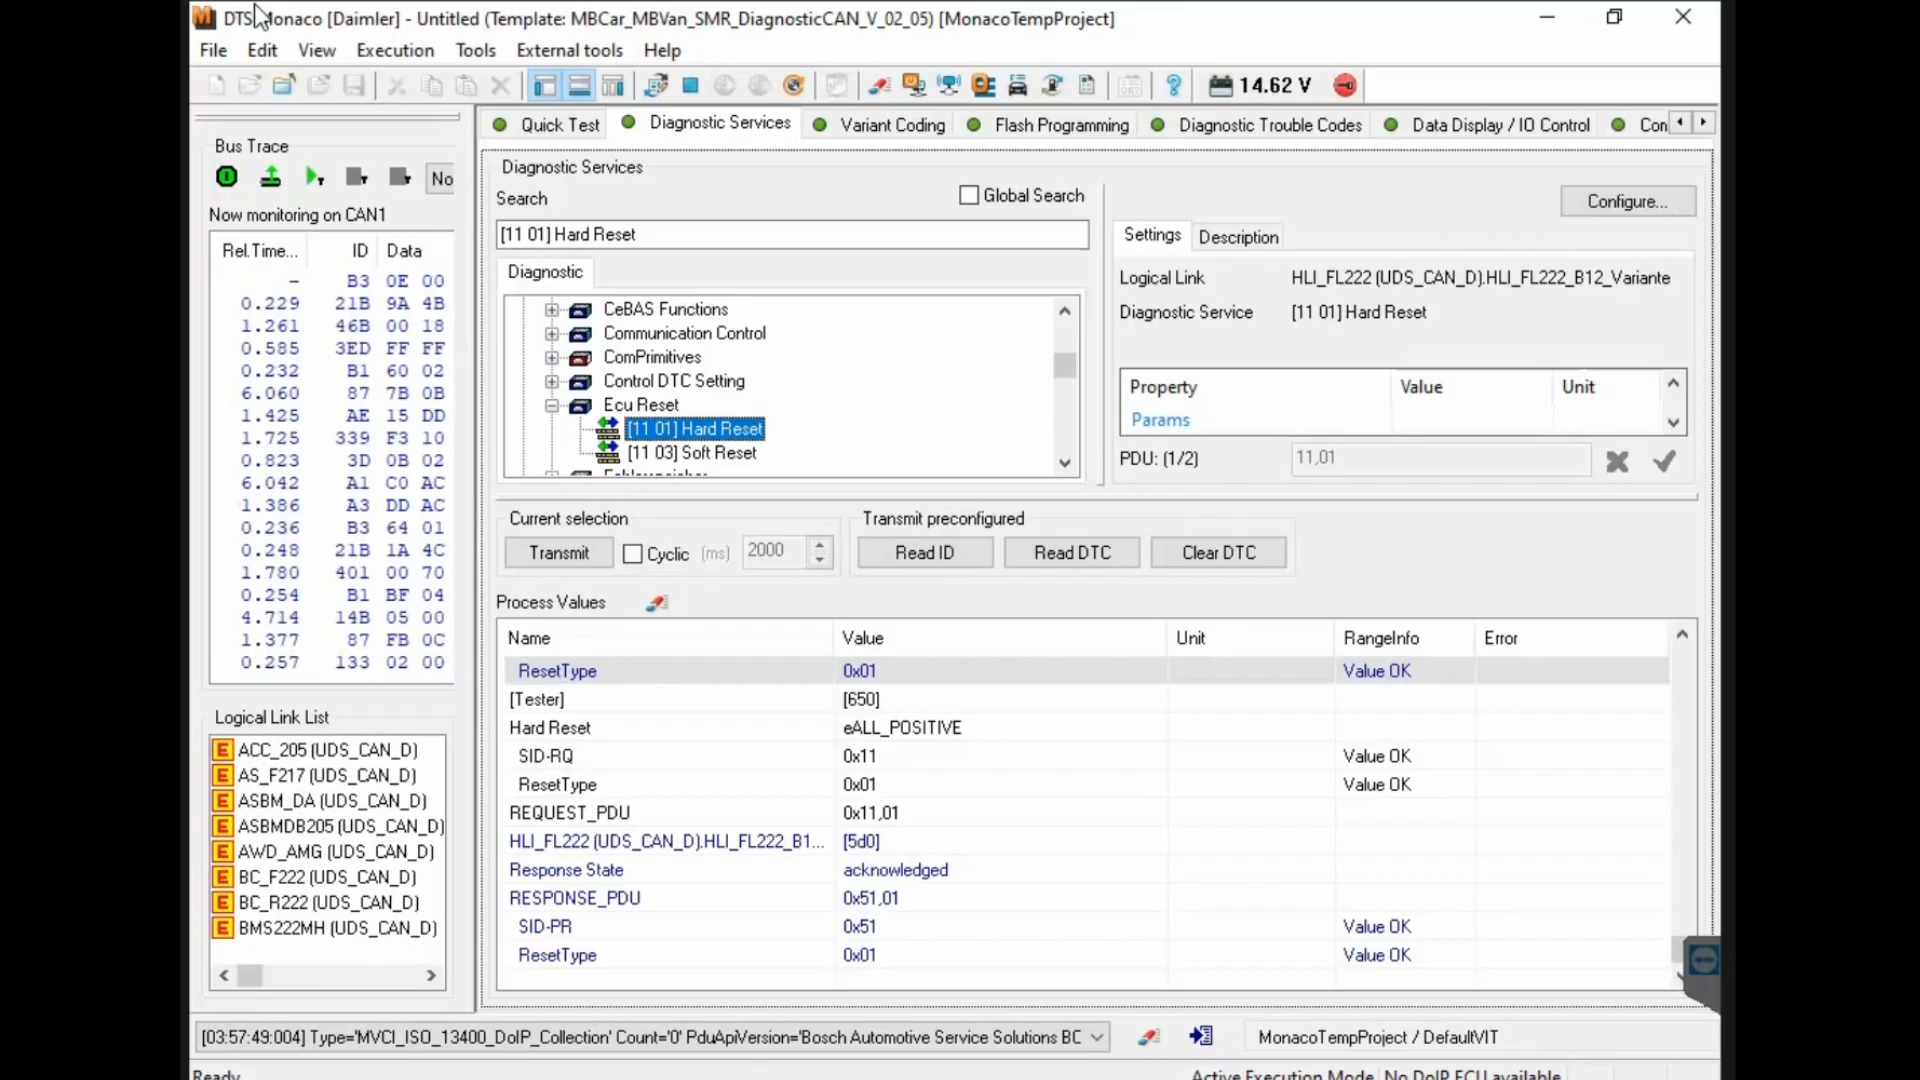 DTS Monaco [Daimler] - Untitled (Template: MBCar_MBVan_SMR_DiagnosticCAN_V_02_05) [MonacoTempProject]
File Edit View Execution Tools External tools Help
14.62 V
Bus Trace
No
Now monitoring on CAN1
Rel.Time... ID Data
– B3 0E 00
0.229 21B 9A 4B
1.261 46B 00 18
0.585 3ED FF FF
0.232 B1 60 02
6.060 87 7B 0B
1.425 AE 15 DD
1.725 339 F3 10
0.823 3D 0B 02
6.042 A1 C0 AC
1.386 A3 DD AC
0.236 B3 64 01
0.248 21B 1A 4C
1.780 401 00 70
0.254 B1 BF 04
4.714 14B 05 00
1.377 87 FB 0C
0.257 133 02 00
Logical Link List
E ACC_205 (UDS_CAN_D)
E AS_F217 (UDS_CAN_D)
E ASBM_DA (UDS_CAN_D)
E ASBMDB205 (UDS_CAN_D)
E AWD_AMG (UDS_CAN_D)
E BC_F222 (UDS_CAN_D)
E BC_R222 (UDS_CAN_D)
E BMS222MH (UDS_CAN_D)
Quick Test Diagnostic Services Variant Coding Flash Programming Diagnostic Trouble Codes Data Display / IO Control Con
Diagnostic Services
Search
Global Search
[11 01] Hard Reset
Diagnostic
CeBAS Functions
Communication Control
ComPrimitives
Control DTC Setting
Ecu Reset
[11 01] Hard Reset
[11 03] Soft Reset
Configure...
Settings Description
Logical Link HLI_FL222 (UDS_CAN_D).HLI_FL222_B12_Variante
Diagnostic Service [11 01] Hard Reset
Property Value Unit
Params
PDU: (1/2) 11,01
Current selection
Transmit Cyclic (ms) 2000
Transmit preconfigured
Read ID Read DTC Clear DTC
Process Values
Name Value Unit RangeInfo Error
ResetType 0x01 Value OK
[Tester] [650]
Hard Reset eALL_POSITIVE
SID-RQ 0x11 Value OK
ResetType 0x01 Value OK
REQUEST_PDU 0x11,01
HLI_FL222 (UDS_CAN_D).HLI_FL222_B1... [5d0]
Response State acknowledged
RESPONSE_PDU 0x51,01
SID-PR 0x51 Value OK
ResetType 0x01 Value OK
[03:57:49:004] Type='MVCI_ISO_13400_DoIP_Collection' Count='0' PduApiVersion='Bosch Automotive Service Solutions BC
MonacoTempProject / DefaultVIT
Ready
Active Execution Mode No DoIP ECU available